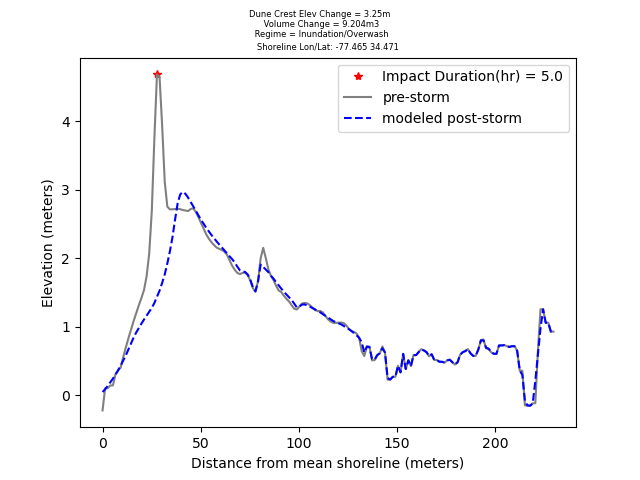 Dune Crest Elev Change = 3.25m
Volume Change = 9.204m3
Regime = Inundation/Overwash
Shoreline Lon/Lat: -77.465 34.471
Impact Duration(hr) = 5.0
pre-storm
modeled post-storm
Elevation (meters)
4
3
2
1
0
0 50 100 150 200
Distance from mean shoreline (meters)